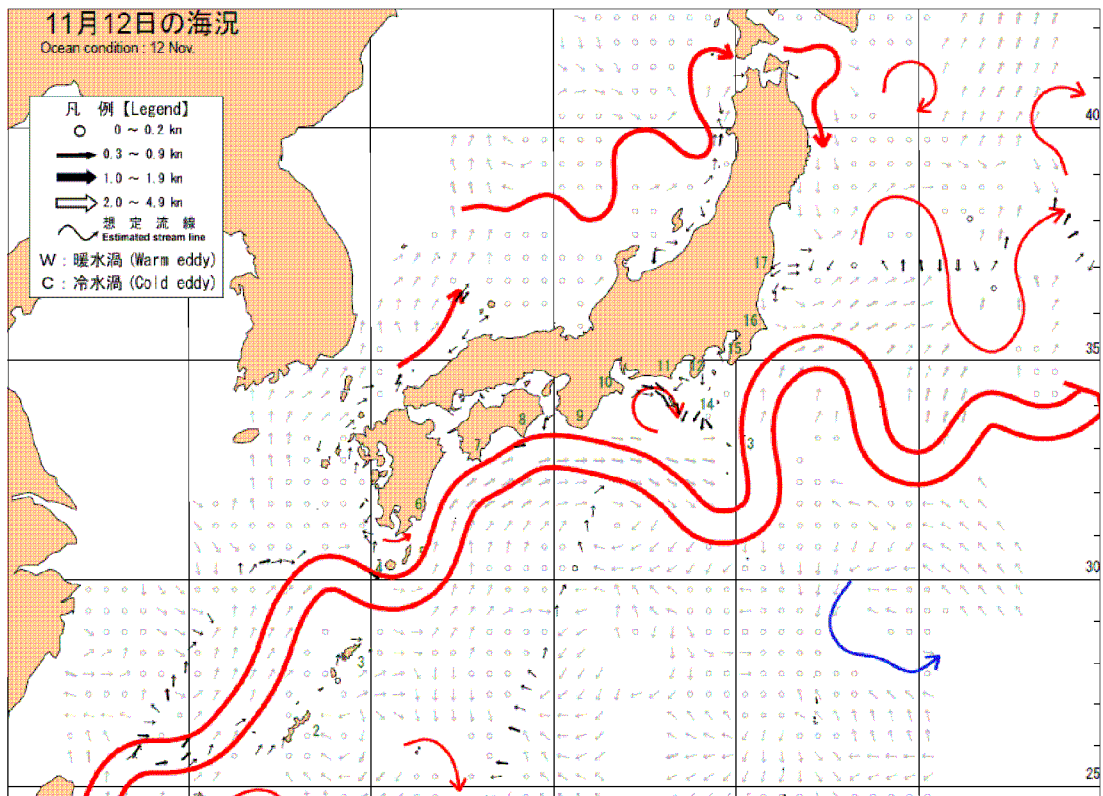 11月12日の海況
Ocean condition : 12 Nov.
凡 例【Legend】
0 ～ 0.2 kn
0.3 ～ 0.9 kn
1.0 ～ 1.9 kn
2.0 ～ 4.9 kn
想 定 流 線
Estimated stream line
W : 暖水渦 (Warm eddy)
C : 冷水渦 (Cold eddy)
40
17
16
35
15
11
12
10
14
9
8
7
3
6
30
3
2
25